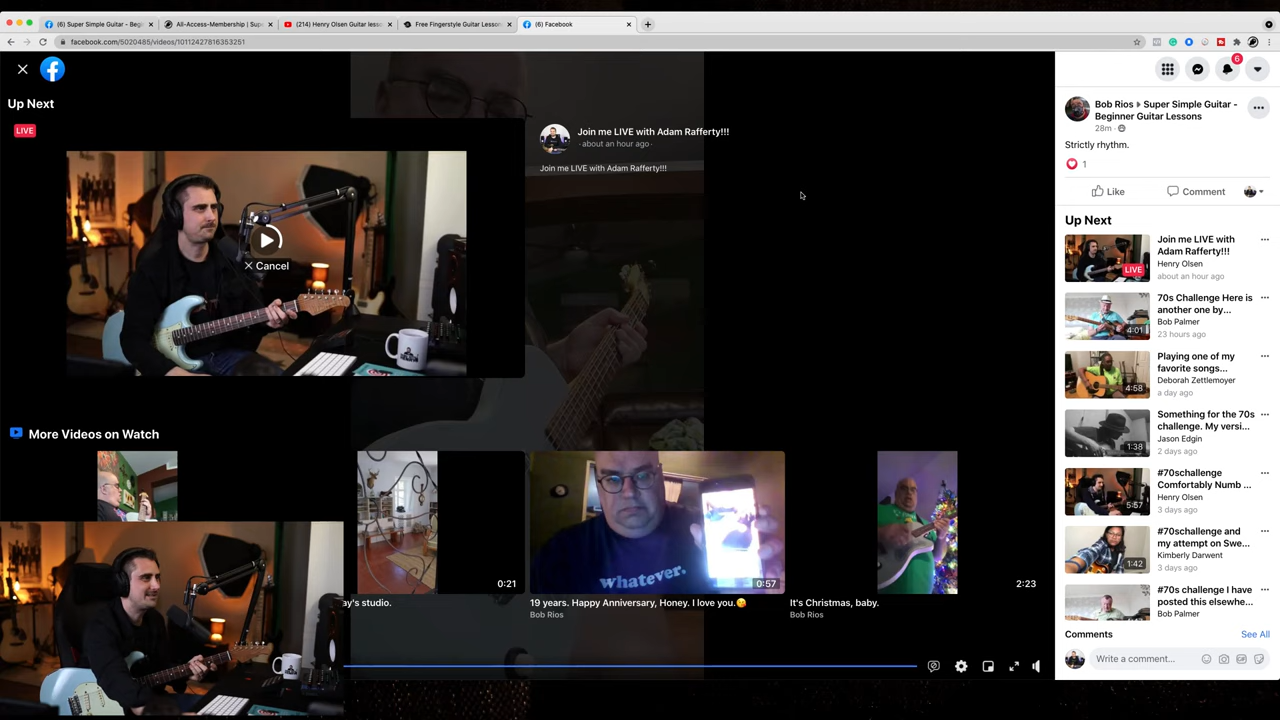 (6) Super Simple Guitar - Beg
All-Access-Membership | Sup
(214) Henry Olsen Guitar less
Free Fingerstyle Guitar Lesson
(6) Facebook
facebook.com/5020485/videos/10112427816353251
Up Next
LIVE
Cancel
Join me LIVE with Adam Rafferty!!!
· about an hour ago ·
Join me LIVE with Adam Rafferty!!!
More Videos on Watch
0:21
whatever.
0:57
2:23
ay's studio.
19 years. Happy Anniversary, Honey. I love you.😘
Bob Rios
It's Christmas, baby.
Bob Rios
6
Bob Rios ▸ Super Simple Guitar -
Beginner Guitar Lessons
28m ·
Strictly rhythm.
1
Like
Comment
Up Next
Join me LIVE with
Adam Rafferty!!!
Henry Olsen
about an hour ago
LIVE
70s Challenge Here is
another one by...
Bob Palmer
23 hours ago
4:01
Playing one of my
favorite songs...
Deborah Zettlemoyer
a day ago
4:58
Something for the 70s
challenge. My versi...
Jason Edgin
2 days ago
1:38
#70schallenge
Comfortably Numb ...
Henry Olsen
3 days ago
5:57
#70schallenge and
my attempt on Swe...
Kimberly Darwent
3 days ago
1:42
#70s challenge I have
posted this elsewhe...
Bob Palmer
Comments
See All
Write a comment...